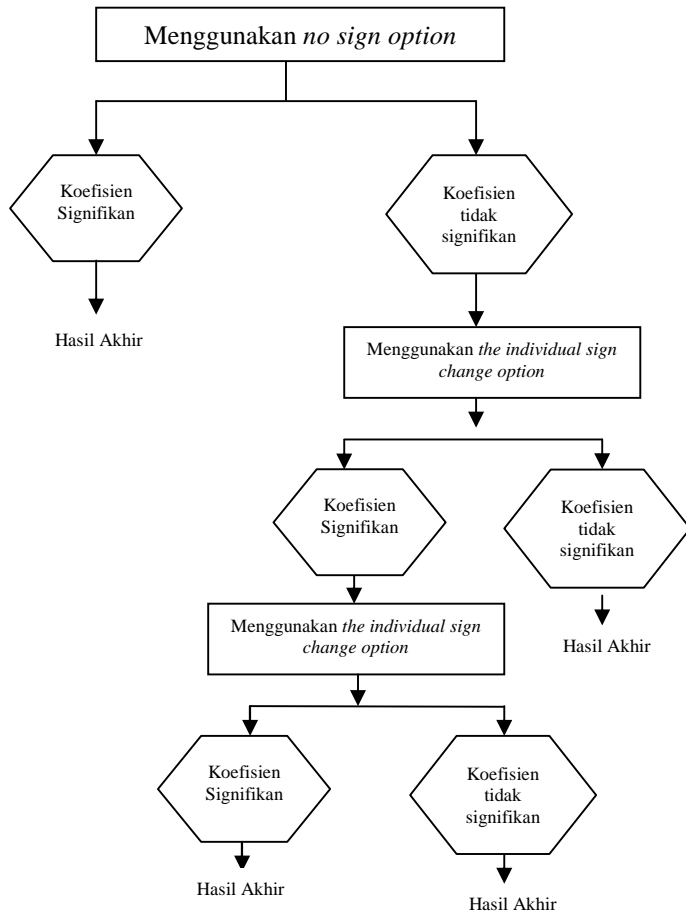 Menggunakan no sign option
Koefisien
Signifikan
Koefisien
tidak
signifikan
Hasil Akhir
Menggunakan the individual sign
change option
Koefisien
Signifikan
Koefisien
tidak
signifikan
Menggunakan the individual sign
change option
Hasil Akhir
Koefisien
Signifikan
Koefisien
tidak
signifikan
Hasil Akhir
Hasil Akhir